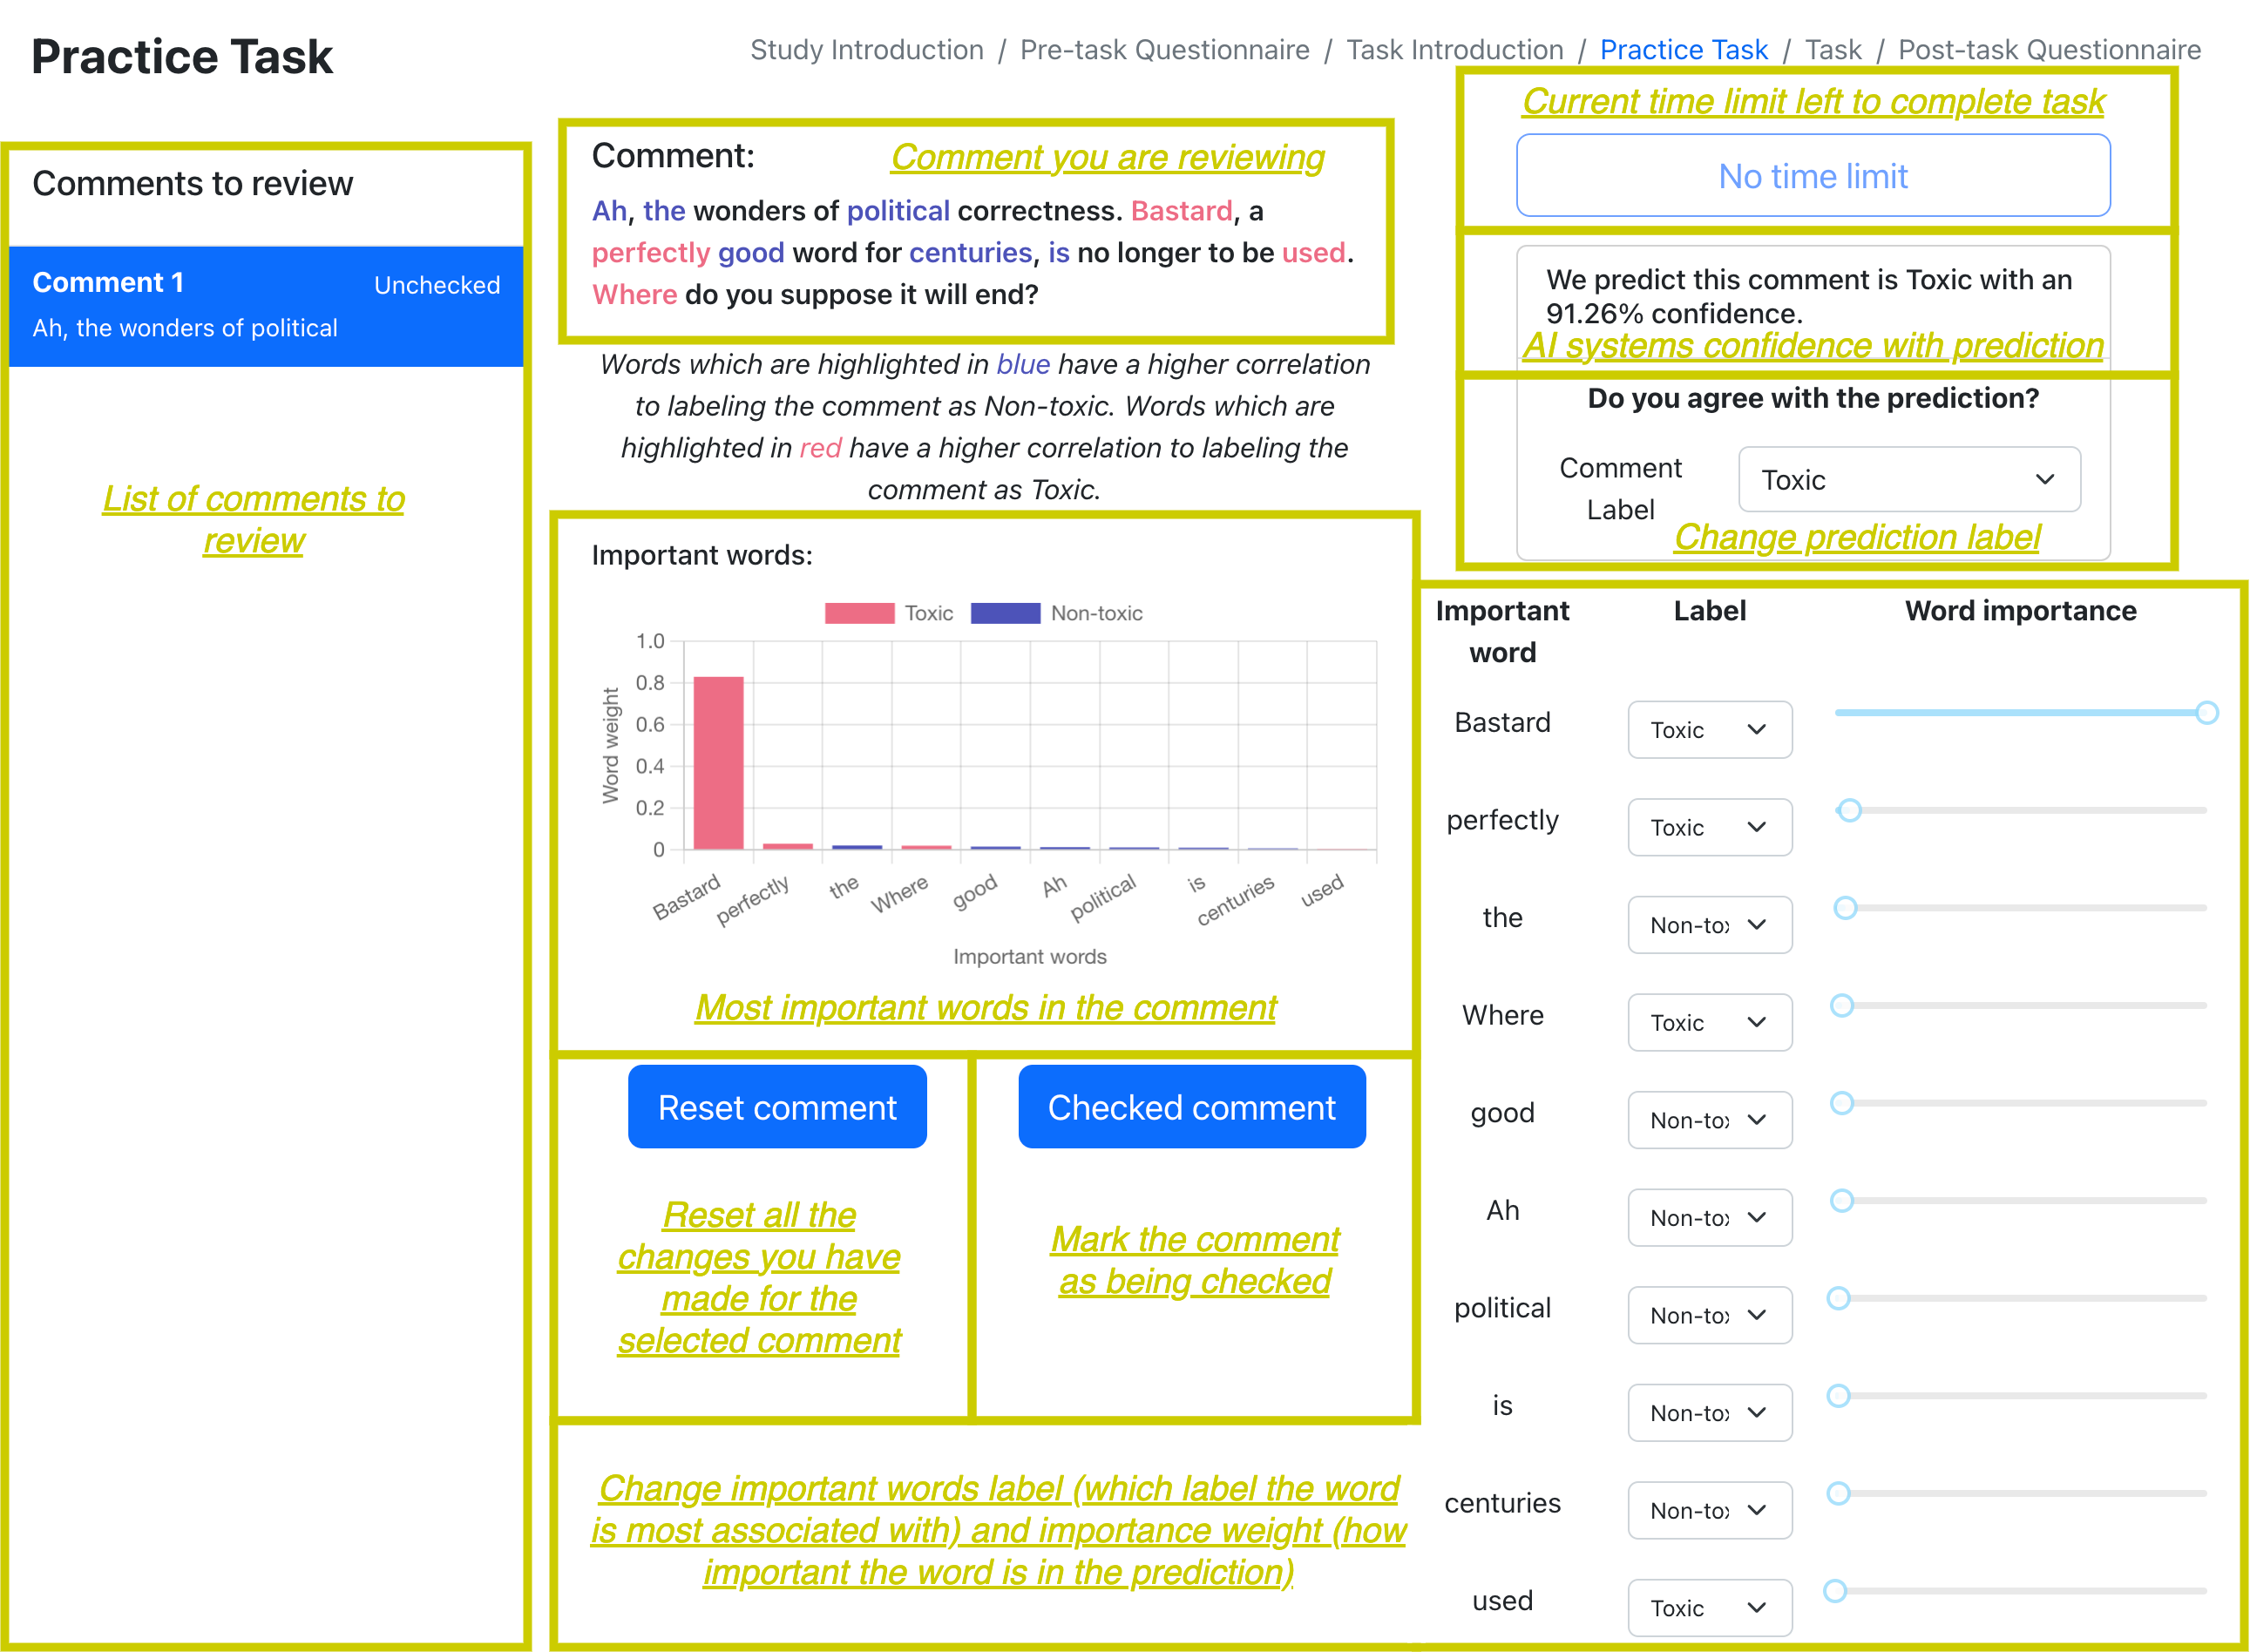 Practice Task
Study Introduction / Pre-task Questionnaire / Task Introduction / Practice Task / Task / Post-task Questionnaire
Comments to review
Comment 1 Unchecked
Ah, the wonders of political
List of comments to
review
Comment: Comment you are reviewing
Ah, the wonders of political correctness. Bastard, a
perfectly good word for centuries, is no longer to be used.
Where do you suppose it will end?
Words which are highlighted in blue have a higher correlation
to labeling the comment as Non-toxic. Words which are
highlighted in red have a higher correlation to labeling the
comment as Toxic.
Important words:
Toxic Non-toxic
1.0
0.8
0.6
0.4
0.2
0
Word weight
Bastard perfectly the Where good Ah political is centuries used
Important words
Most important words in the comment
Reset comment
Reset all the
changes you have
made for the
selected comment
Checked comment
Mark the comment
as being checked
Change important words label (which label the word
is most associated with) and importance weight (how
important the word is in the prediction)
Current time limit left to complete task
No time limit
We predict this comment is Toxic with an
91.26% confidence.
AI systems confidence with prediction
Do you agree with the prediction?
Comment
Label
Toxic
Change prediction label
Important
word
Label
Word importance
Bastard Toxic
perfectly Toxic
the Non-tox
Where Toxic
good Non-tox
Ah Non-tox
political Non-tox
is Non-tox
centuries Non-tox
used Toxic